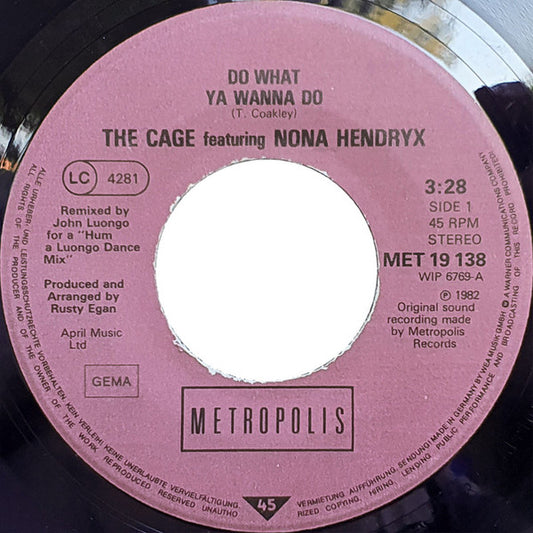 DO WHAT
YA WANNA DO
(T. Coakley)
THE CAGE featuring NONA HENDRYX
LC 4281
Remixed by
John Luongo
for a "Hum
a Luongo Dance
Mix"
Produced and
Arranged by
Rusty Egan
April Music
Ltd
GEMA
3:28
SIDE 1
45 RPM
STEREO
MET 19 138
WIP 6769-A
℗ 1982
Original sound
recording made
by Metropolis
Records
METROPOLIS
45
ALLE URHEBER- UND LEISTUNGSSCHUTZRECHTE VORBEHALTEN. KEIN VERLEIH! KEINE UNERLAUBTE VERVIELFÄLTIGUNG,
VERMIETUNG, AUFFÜHRUNG, SENDUNG! MADE IN GERMANY BY WEA MUSIK GMBH A WARNER COMMUNICATIONS COMPANY
ALL RIGHTS OF THE PRODUCER AND OF THE OWNER OF THE WORK REPRODUCED RESERVED UNAUTHO
RIZED COPYING, HIRING, LENDING, PUBLIC PERFORMANCE AND BROADCASTING OF THIS RECORD PROHIBITED!